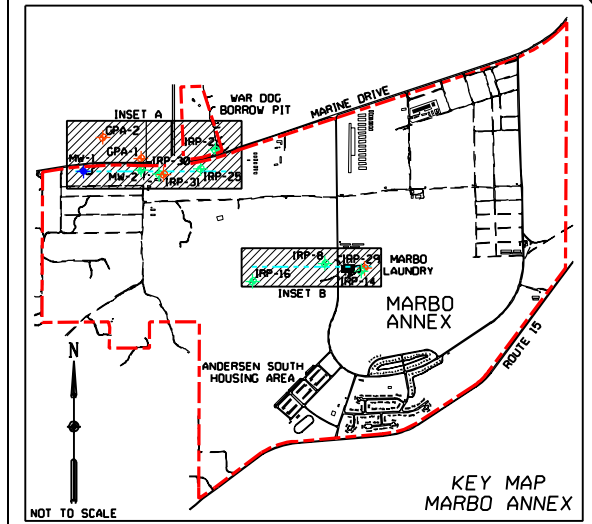 INSET A
WAR DOG
BORROW PIT
MARINE DRIVE
GPA-2
GPA-1
IRP-2
MW-1
IRP-30
MW-2
IRP-31
IRP-25
IRP-8
IRP-29
MARBO
LAUNDRY
IRP-16
IRP-14
INSET B
MARBO
ANNEX
ANDERSEN SOUTH
HOUSING AREA
ROUTE 15
N
NOT TO SCALE
KEY MAP
MARBO ANNEX